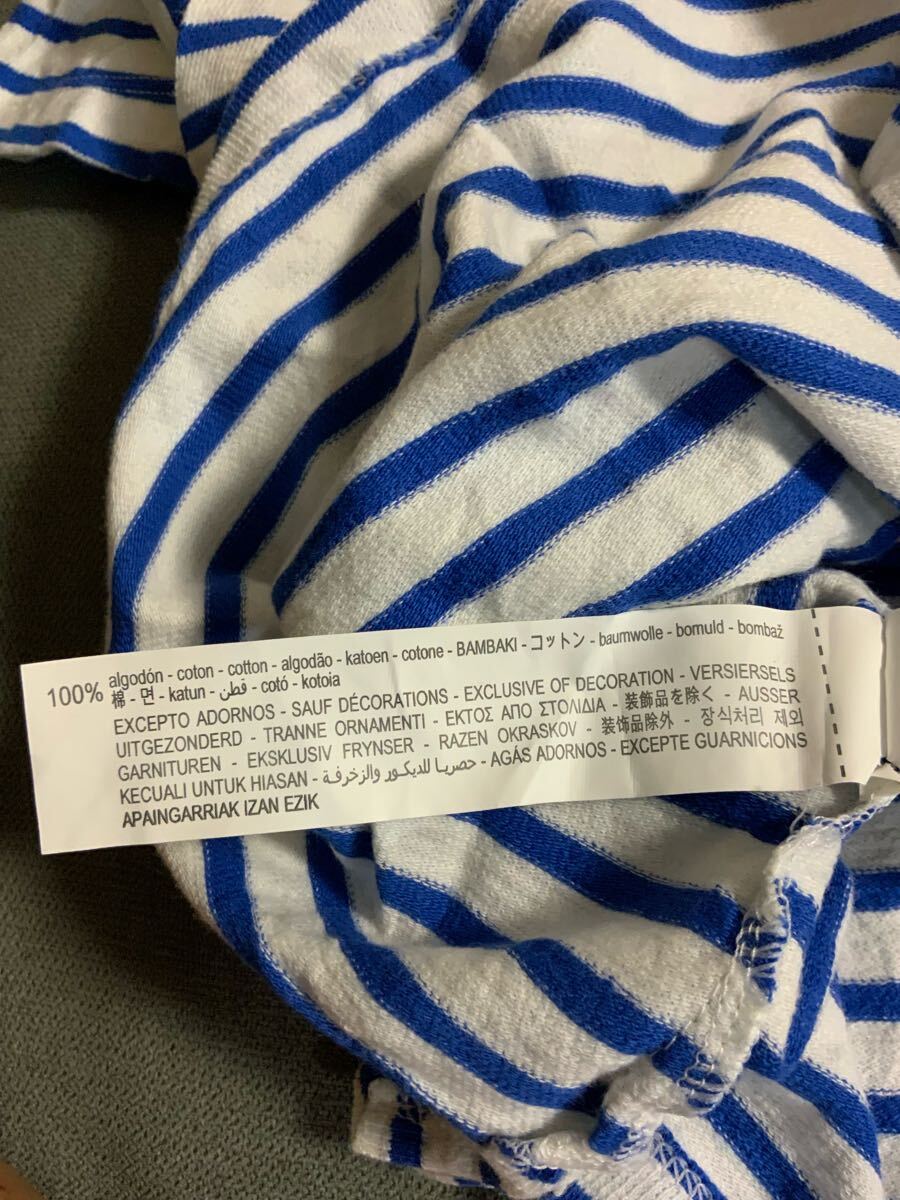 100% algodón - coton - cotton - algodão - katoen - cotone - BAMBAKI - コットン - baumwolle - bomuld - bombaž
棉 - 면 - katun - قطن - cotó - kotoia
EXCEPTO ADORNOS - SAUF DÉCORATIONS - EXCLUSIVE OF DECORATION - VERSIERSELS
UITGEZONDERD - TRANNE ORNAMENTI - ΕΚΤΟΣ ΑΠΟ ΣΤΟΛΙΔΙΑ - 装飾品を除く - AUSSER
GARNITUREN - EKSKLUSIV FRYNSER - RAZEN OKRASKOV - 装饰品除外 - 장식처리 제외
KECUALI UNTUK HIASAN - حصريا للديكور والزخرفة - AGÁS ADORNOS - EXCEPTE GUARNICIONS
APAINGARRIAK IZAN EZIK